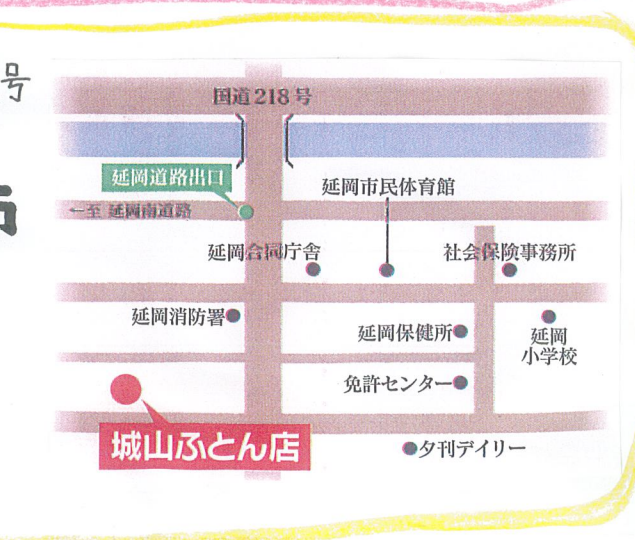 号
国道218号
延岡道路出口
←至 延岡南道路
延岡市民体育館
延岡合同庁舎
社会保険事務所
延岡消防署
延岡保健所
延岡
小学校
免許センター
城山ふとん店
夕刊デイリー